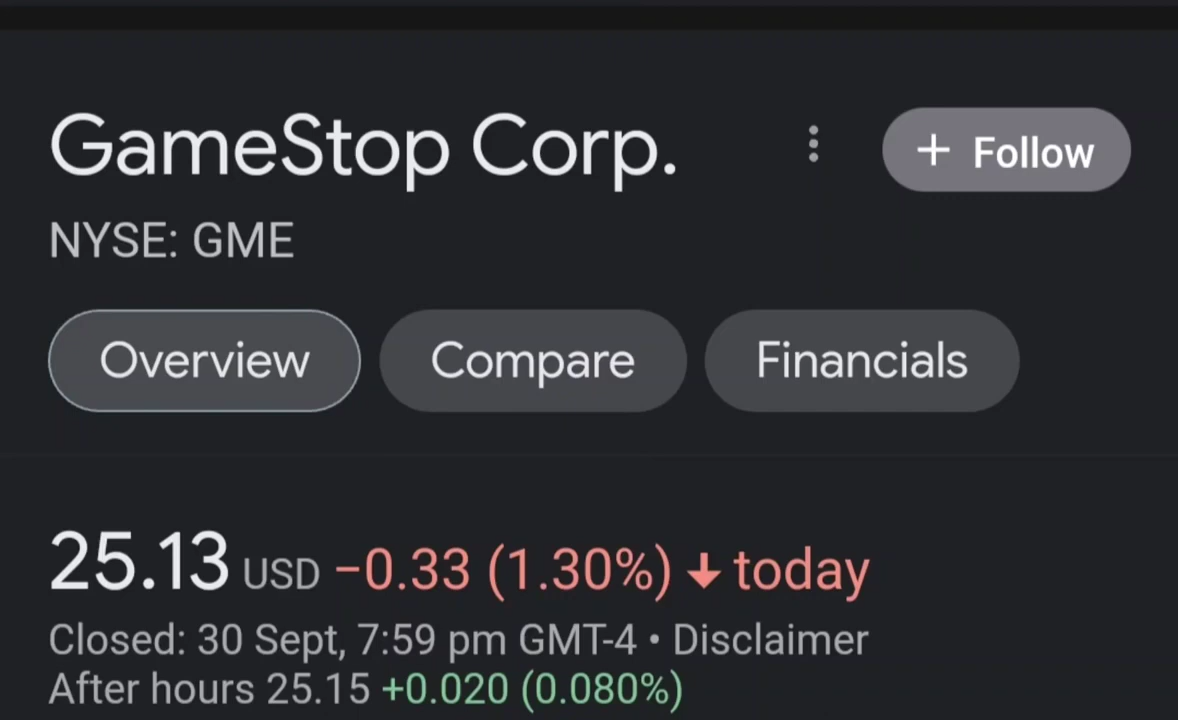 GameStop Corp.
+ Follow
NYSE: GME
Overview Compare Financials
25.13 USD −0.33 (1.30%) ↓ today
Closed: 30 Sept, 7:59 pm GMT-4 • Disclaimer
After hours 25.15 +0.020 (0.080%)